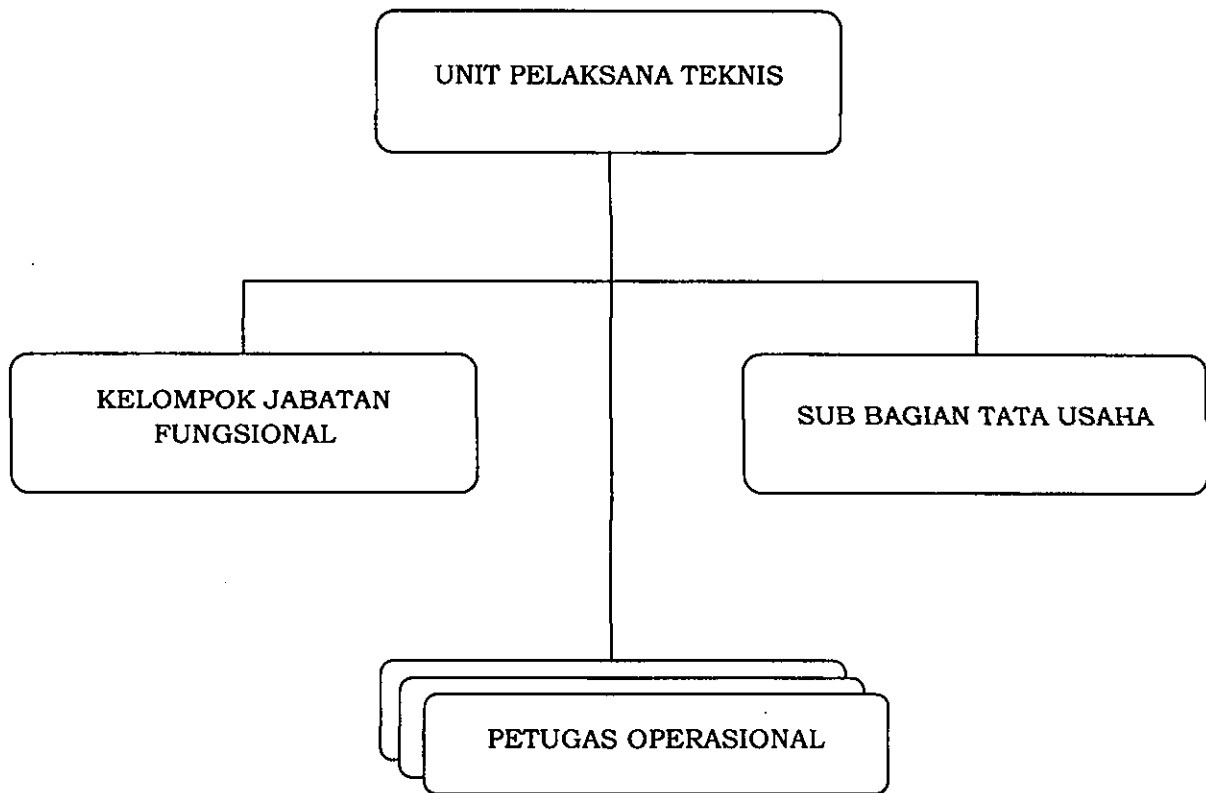 UNIT PELAKSANA TEKNIS
KELOMPOK JABATAN
FUNGSIONAL
SUB BAGIAN TATA USAHA
PETUGAS OPERASIONAL